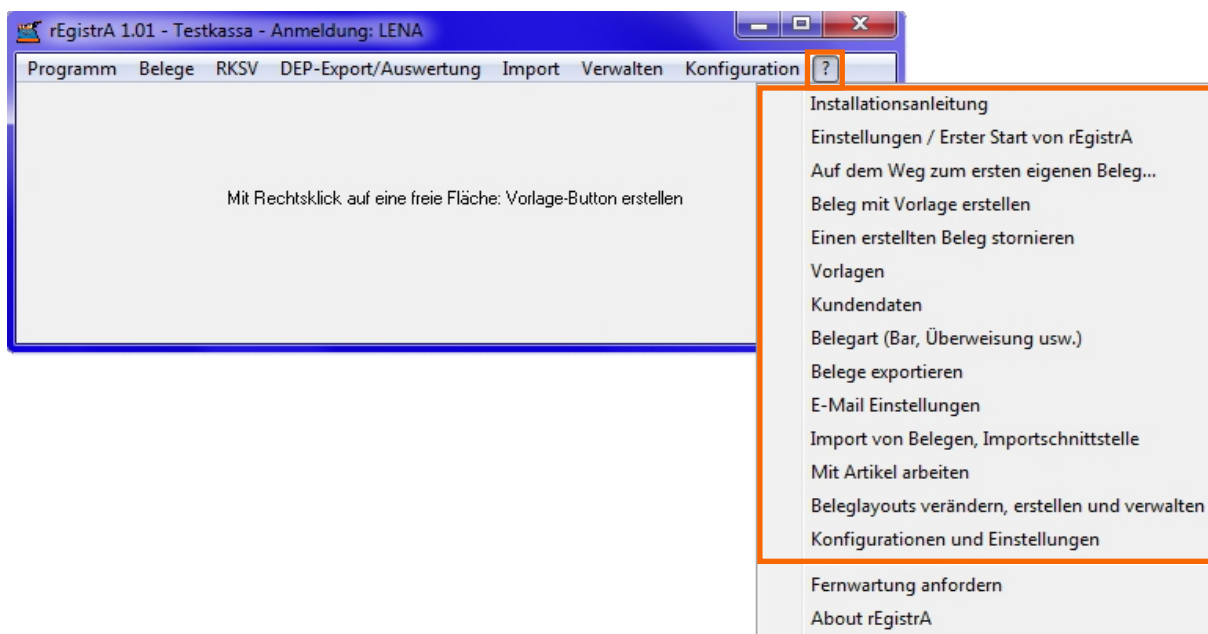 rEgistrA 1.01 - Testkassa - Anmeldung: LENA
Programm Belege RKSV DEP-Export/Auswertung Import Verwalten Konfiguration ?
Mit Rechtsklick auf eine freie Fläche: Vorlage-Button erstellen
Installationsanleitung
Einstellungen / Erster Start von rEgistrA
Auf dem Weg zum ersten eigenen Beleg...
Beleg mit Vorlage erstellen
Einen erstellten Beleg stornieren
Vorlagen
Kundendaten
Belegart (Bar, Überweisung usw.)
Belege exportieren
E-Mail Einstellungen
Import von Belegen, Importschnittstelle
Mit Artikel arbeiten
Beleglayouts verändern, erstellen und verwalten
Konfigurationen und Einstellungen
Fernwartung anfordern
About rEgistrA